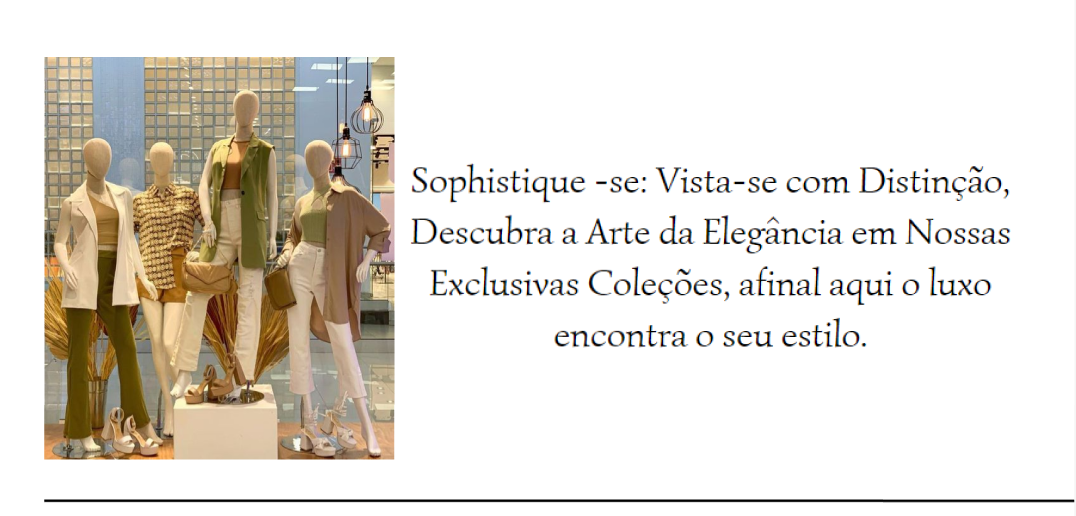 Sophistique -se: Vista-se com Distinção,
Descubra a Arte da Elegância em Nossas
Exclusivas Coleções, afinal aqui o luxo
encontra o seu estilo.